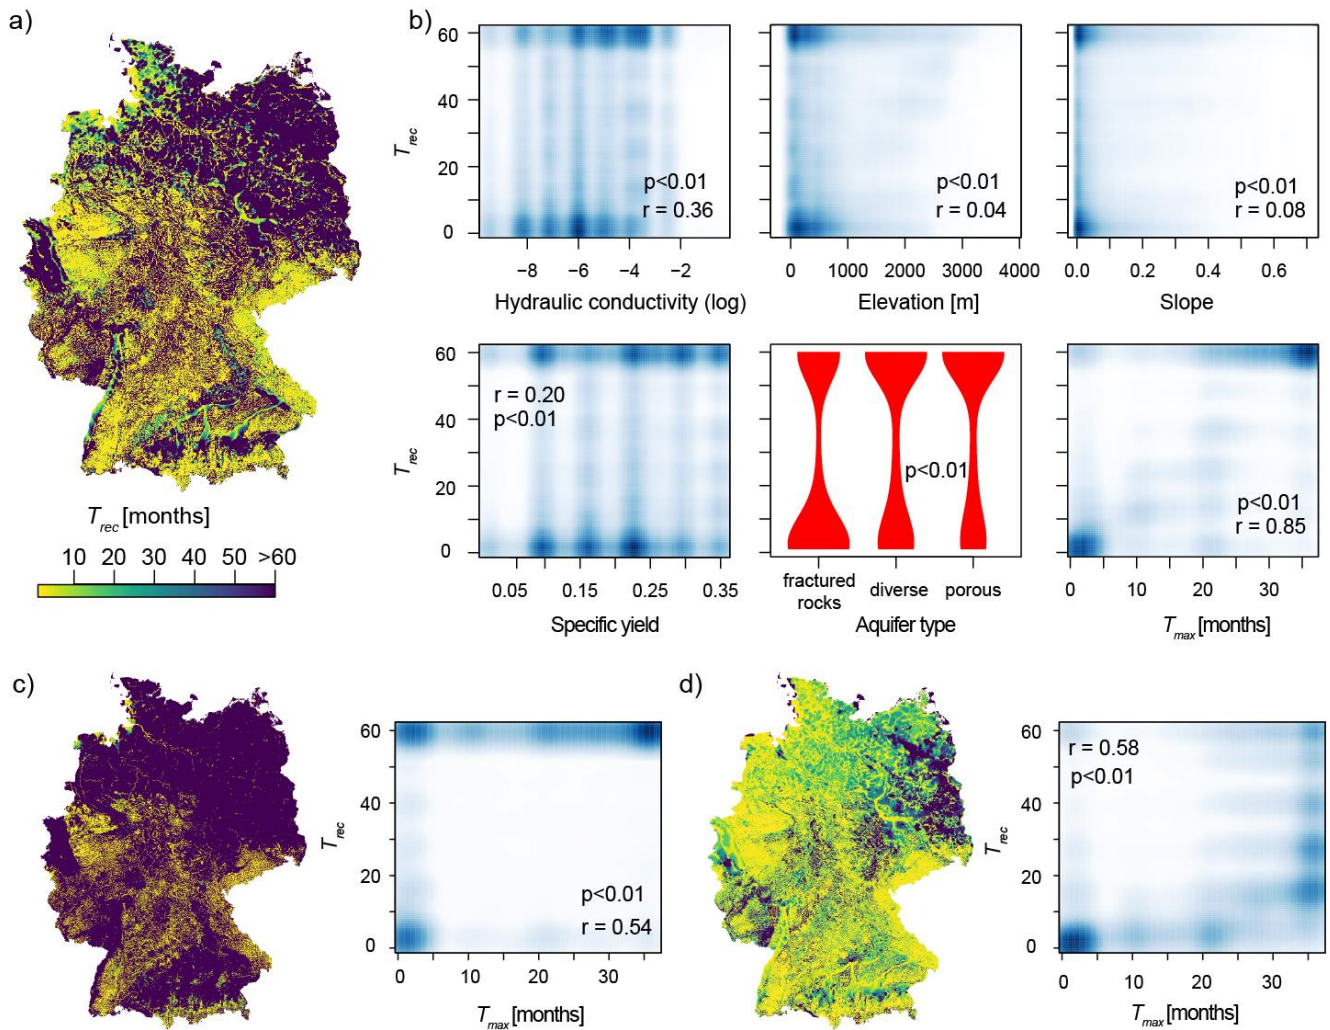 a)
T_rec [months]
10 20 30 40 50 >60
b)
T_rec
60
40
20
0
p<0.01
r = 0.36
−8 −6 −4 −2
Hydraulic conductivity (log)
p<0.01
r = 0.04
0 1000 2000 3000 4000
Elevation [m]
p<0.01
r = 0.08
0.0 0.2 0.4 0.6
Slope
T_rec
60
40
20
0
r = 0.20
p<0.01
0.05 0.15 0.25 0.35
Specific yield
p<0.01
fractured
rocks
diverse
porous
Aquifer type
p<0.01
r = 0.85
0 10 20 30
T_max [months]
c)
T_rec
60
40
20
0
p<0.01
r = 0.54
0 10 20 30
T_max [months]
d)
T_rec
60
40
20
0
r = 0.58
p<0.01
0 10 20 30
T_max [months]